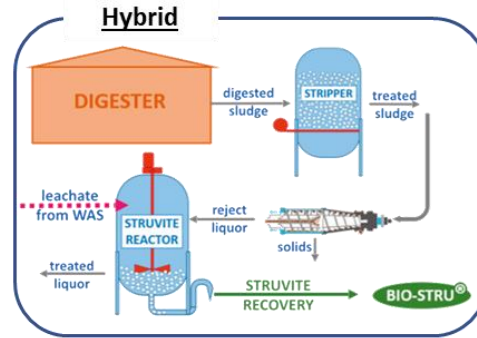 Hybrid
DIGESTER
digested
sludge
STRIPPER
treated
sludge
leachate
from WAS
STRUVITE
REACTOR
reject
liquor
solids
treated
liquor
STRUVITE
RECOVERY
BIO-STRU®